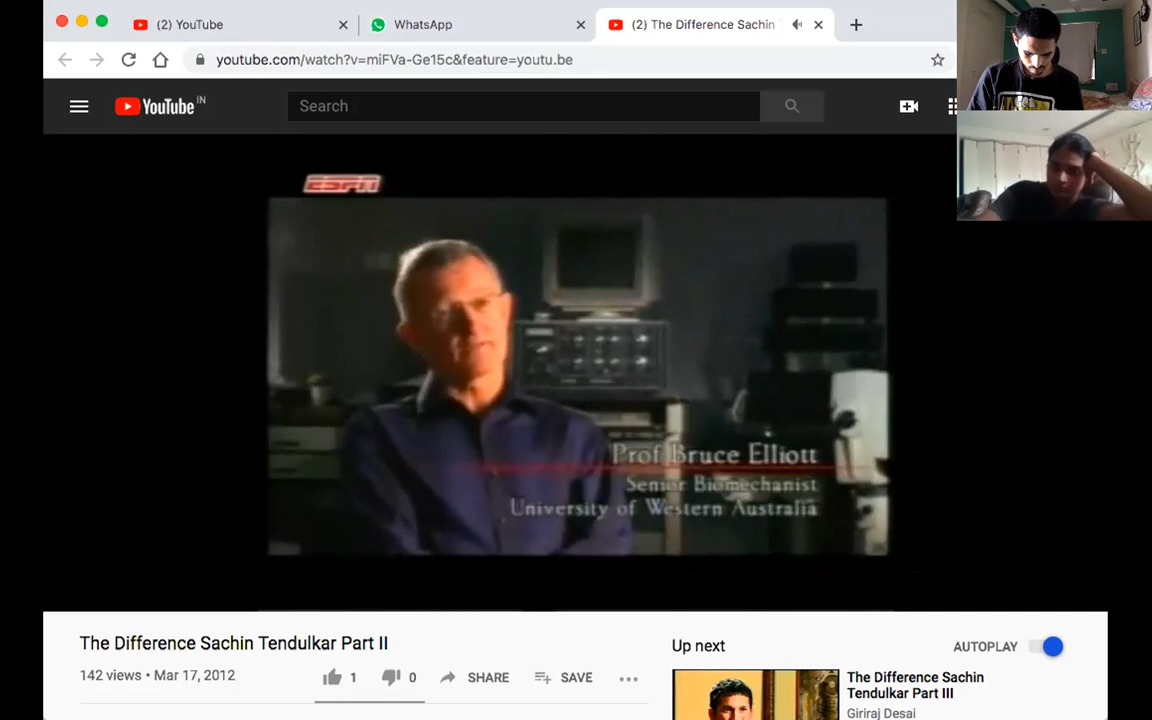 (2) YouTube
WhatsApp
(2) The Difference Sachin
youtube.com/watch?v=miFVa-Ge15c&feature=youtu.be
YouTube IN
Search
ESPN
Prof Bruce Elliott
Senior Biomechanist
University of Western Australia
The Difference Sachin Tendulkar Part II
142 views • Mar 17, 2012
1
0
SHARE
SAVE
Up next
AUTOPLAY
The Difference Sachin
Tendulkar Part III
Giriraj Desai